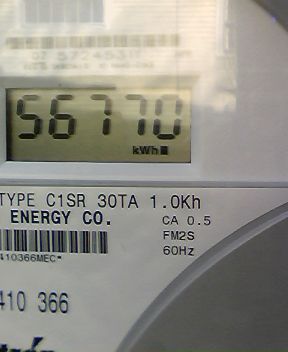 56770
kWh
TYPE C1SR 30TA 1.0Kh
ENERGY CO.
CA 0.5
FM2S
60Hz
410366MEC*
410 366